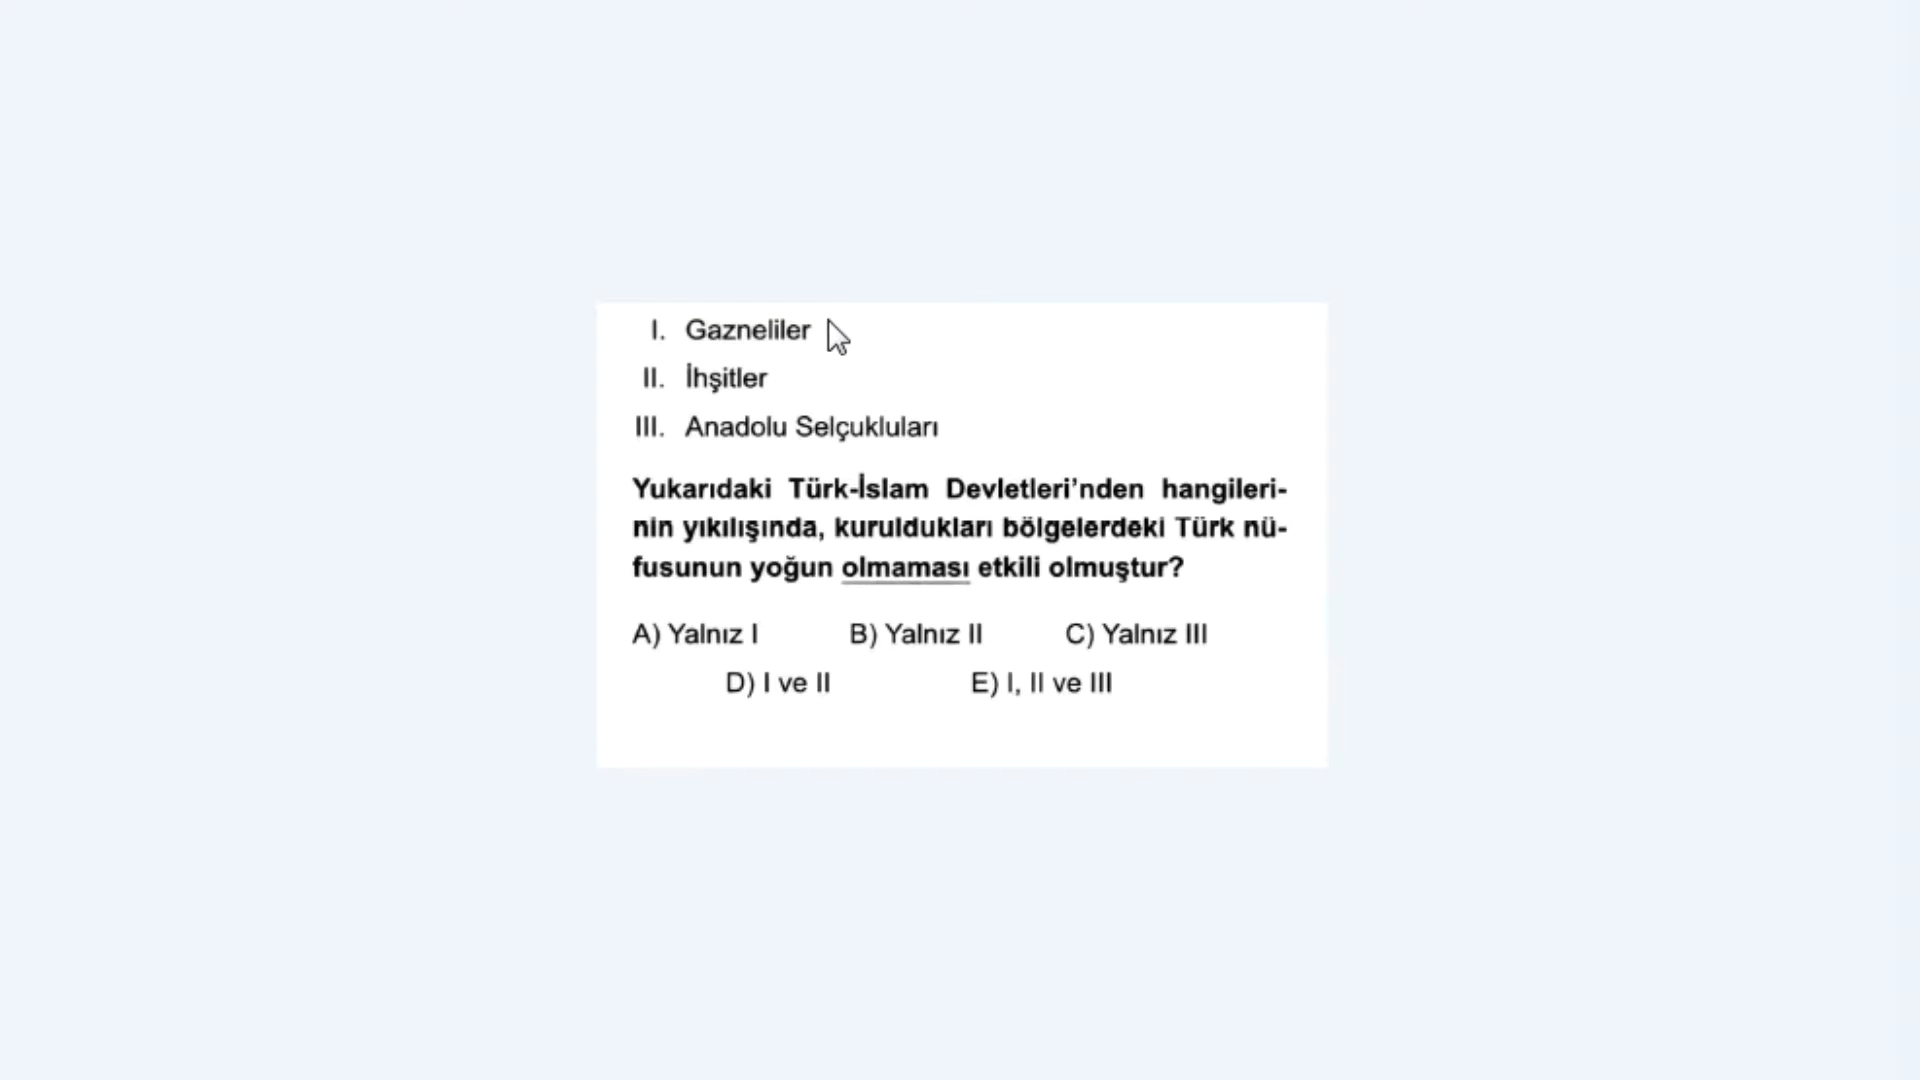 I. Gazneliler
II. İhşitler
III. Anadolu Selçukluları
Yukarıdaki Türk-İslam Devletleri'nden hangileri-
nin yıkılışında, kuruldukları bölgelerdeki Türk nü-
fusunun yoğun olmaması etkili olmuştur?
A) Yalnız I B) Yalnız II C) Yalnız III
D) I ve II E) I, II ve III